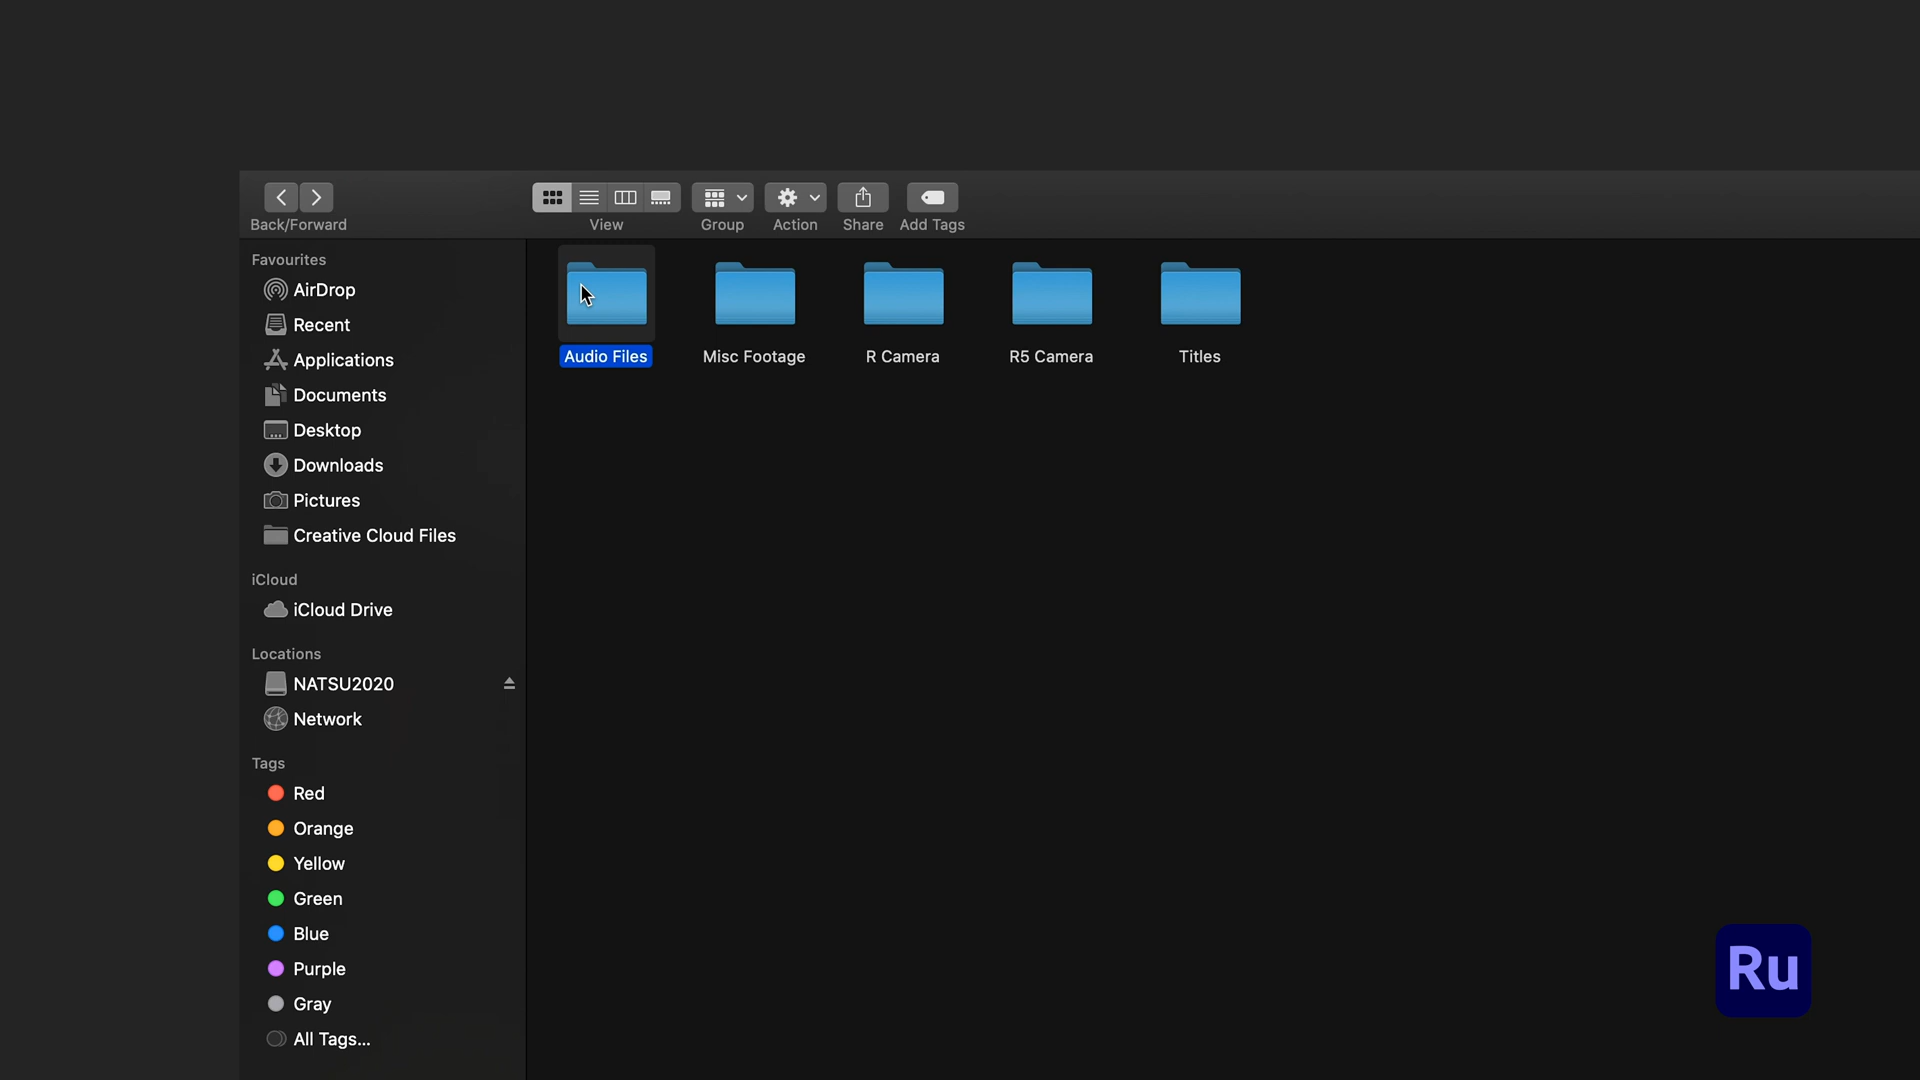 Back/Forward
View
Group
Action
Share
Add Tags
Favourites
AirDrop
Recent
Applications
Documents
Desktop
Downloads
Pictures
Creative Cloud Files
iCloud
iCloud Drive
Locations
NATSU2020
Network
Tags
Red
Orange
Yellow
Green
Blue
Purple
Gray
All Tags...
Audio Files
Misc Footage
R Camera
R5 Camera
Titles
Ru